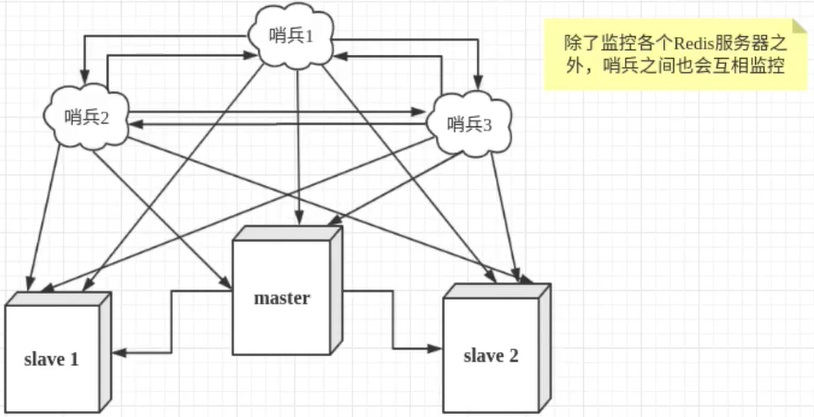 哨兵1
除了监控各个Redis服务器之
外，哨兵之间也会互相监控
哨兵2
哨兵3
master
slave 1
slave 2